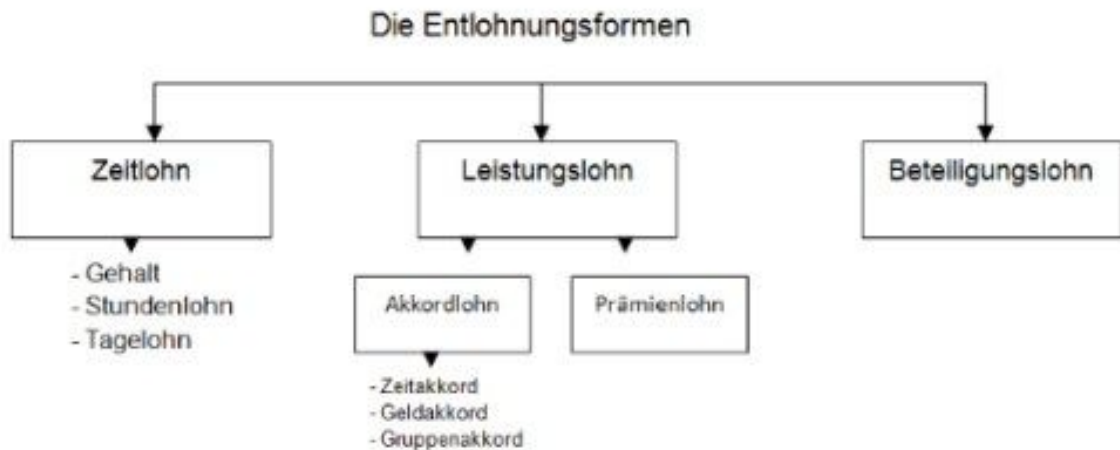 Die Entlohnungsformen
Zeitlohn
Leistungslohn
Beteiligungslohn
- Gehalt
- Stundenlohn
- Tagelohn
Akkordlohn
Prämienlohn
- Zeitakkord
- Geldakkord
- Gruppenakkord